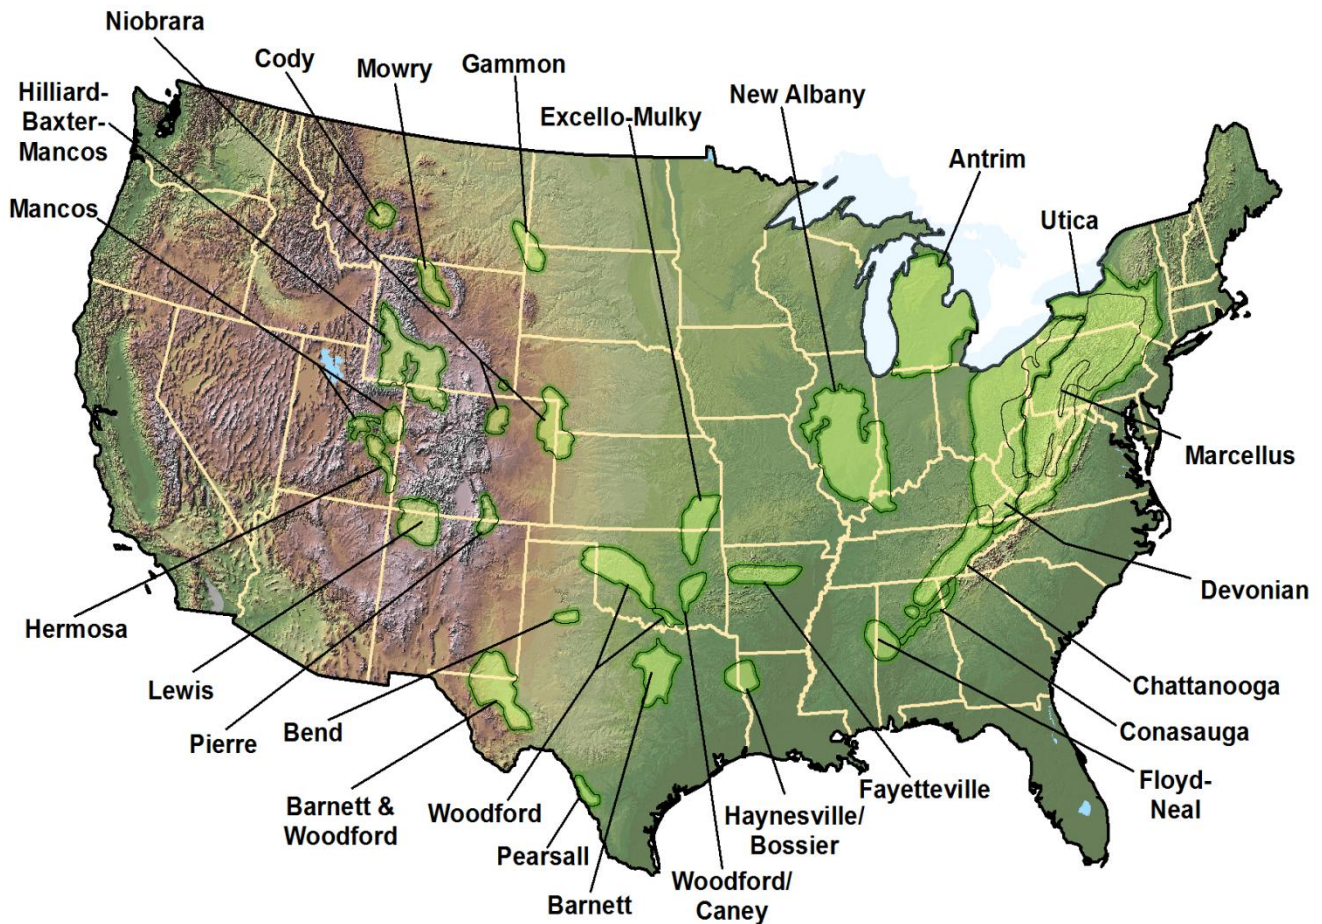 Niobrara
Cody
Mowry
Gammon
Hilliard-
Baxter-
Mancos
Excello-Mulky
New Albany
Antrim
Mancos
Utica
Marcellus
Devonian
Hermosa
Lewis
Pierre
Bend
Chattanooga
Conasauga
Floyd-
Neal
Barnett &
Woodford
Woodford
Pearsall
Barnett
Woodford/
Caney
Haynesville/
Bossier
Fayetteville